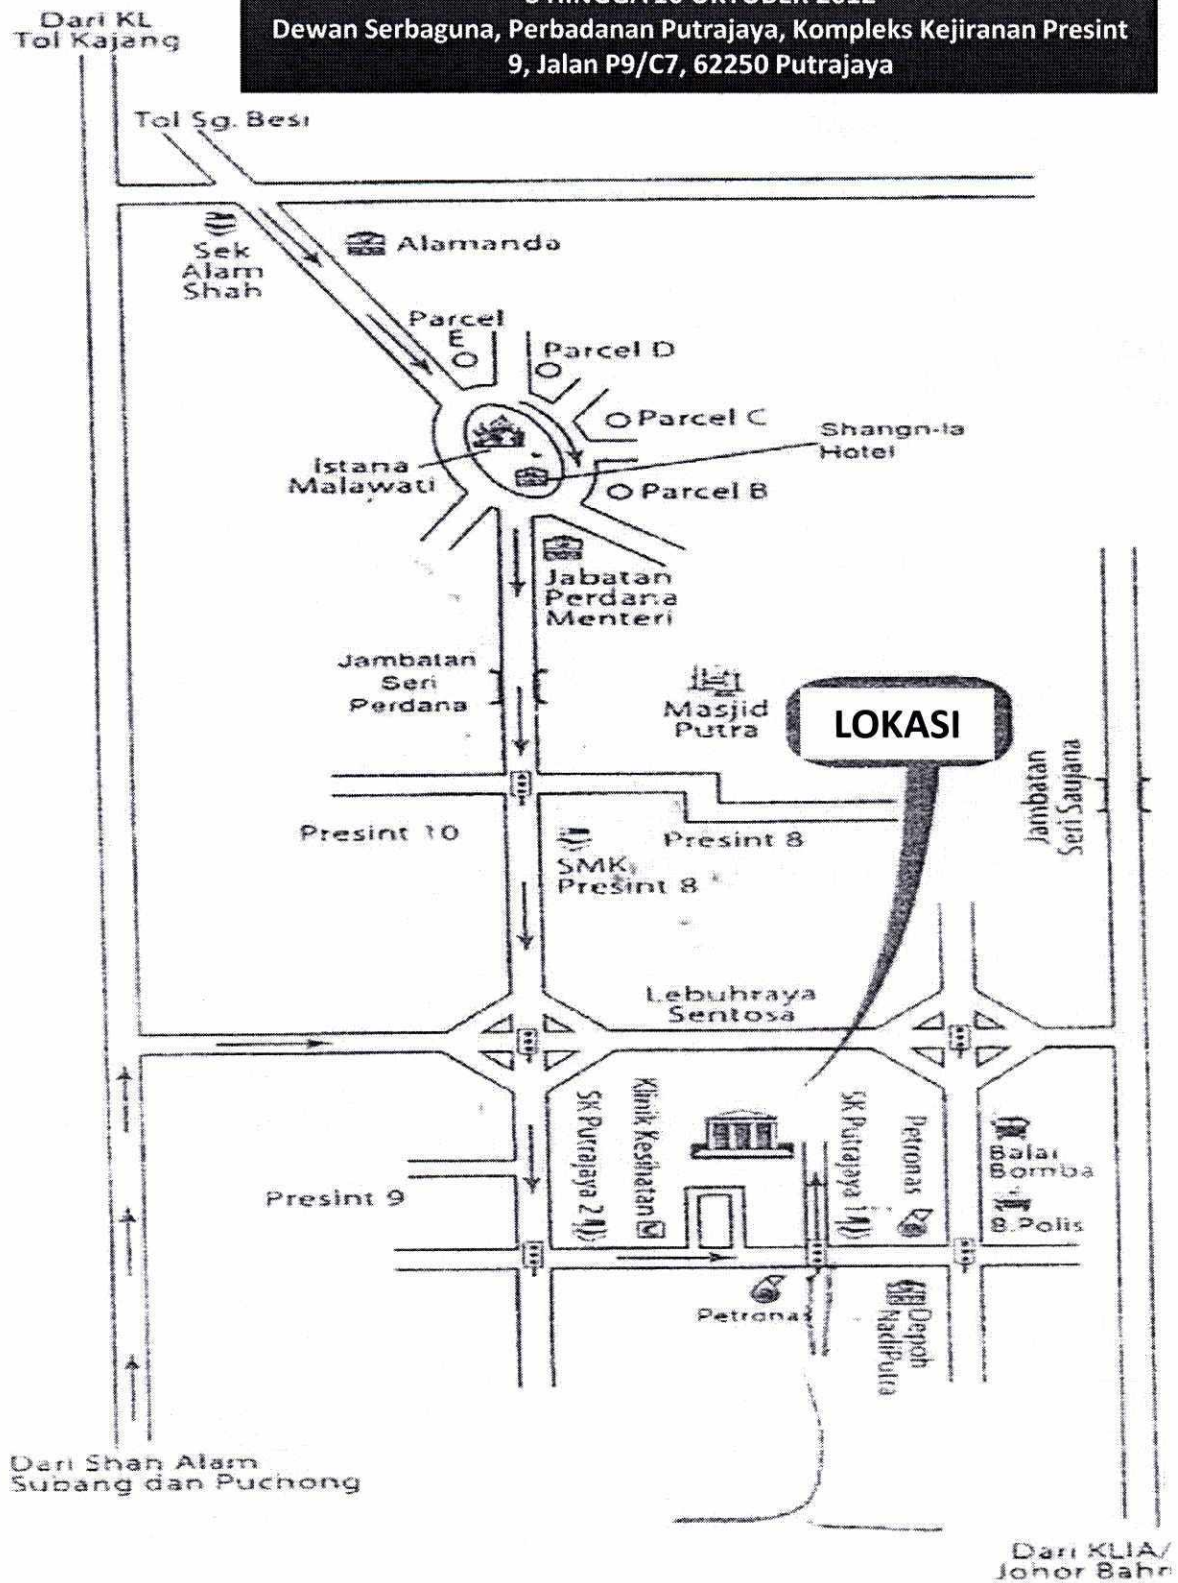 Dari KL
Tol Kajang
HINGGA 10 OKTOBER 2012
Dewan Serbaguna, Perbadanan Putrajaya, Kompleks Kejiranan Presint
9, Jalan P9/C7, 62250 Putrajaya
Tol Sg. Besi
Sek
Alam
Shah
Alamanda
Parcel
E
Parcel D
Parcel C
Shangri-la
Hotel
Istana
Malawati
Parcel B
Jabatan
Perdana
Menteri
Jambatan
Seri
Perdana
Masjid
Putra
LOKASI
Jambatan
Seri Saujana
Presint 10
Presint 8
SMK,
Presint 8
Lebuhraya
Sentosa
SK Putrajaya 2
Klinik Kesihatan
SK Putrajaya 1
Petronas
Balai
Bomba
B.Polis
Presint 9
Petronas
Depoh
NadiPutra
Dari Shah Alam
Subang dan Puchong
Dari KLIA/
Johor Bahr